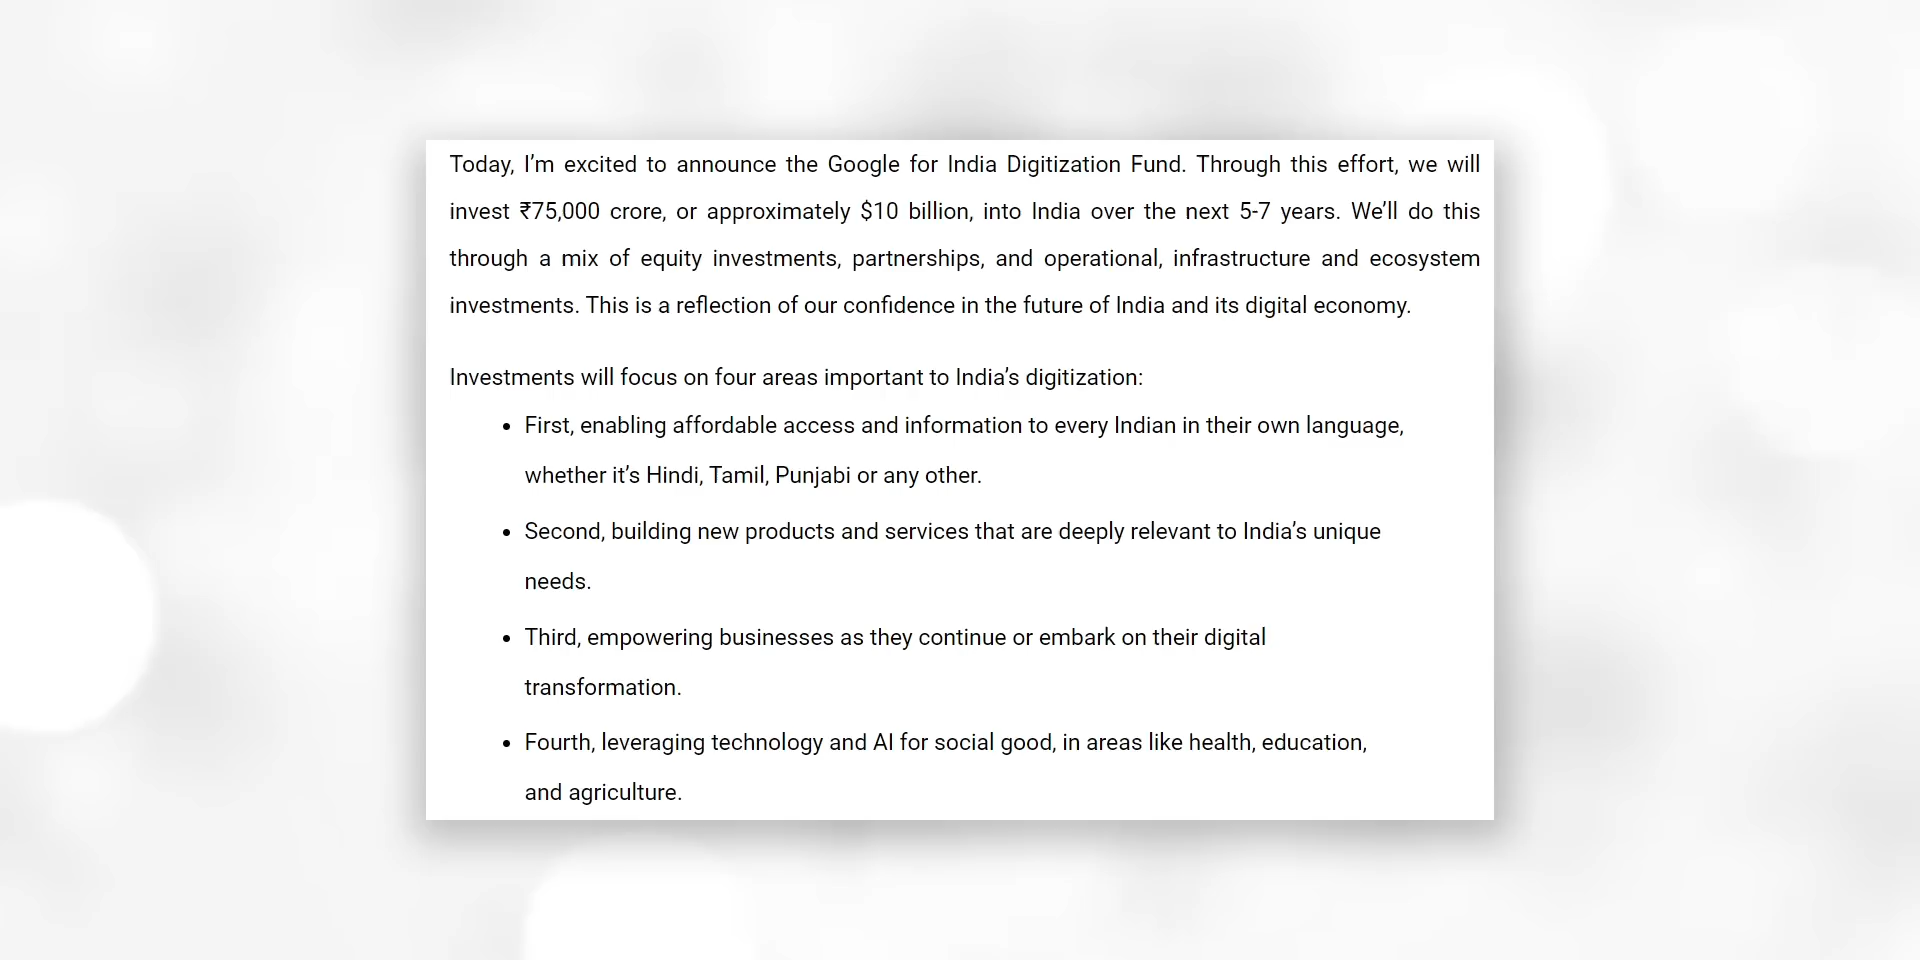 Today, I’m excited to announce the Google for India Digitization Fund. Through this effort, we will
invest ₹75,000 crore, or approximately $10 billion, into India over the next 5-7 years. We’ll do this
through a mix of equity investments, partnerships, and operational, infrastructure and ecosystem
investments. This is a reflection of our confidence in the future of India and its digital economy.
Investments will focus on four areas important to India’s digitization:
• First, enabling affordable access and information to every Indian in their own language,
whether it’s Hindi, Tamil, Punjabi or any other.
• Second, building new products and services that are deeply relevant to India’s unique
needs.
• Third, empowering businesses as they continue or embark on their digital
transformation.
• Fourth, leveraging technology and AI for social good, in areas like health, education,
and agriculture.